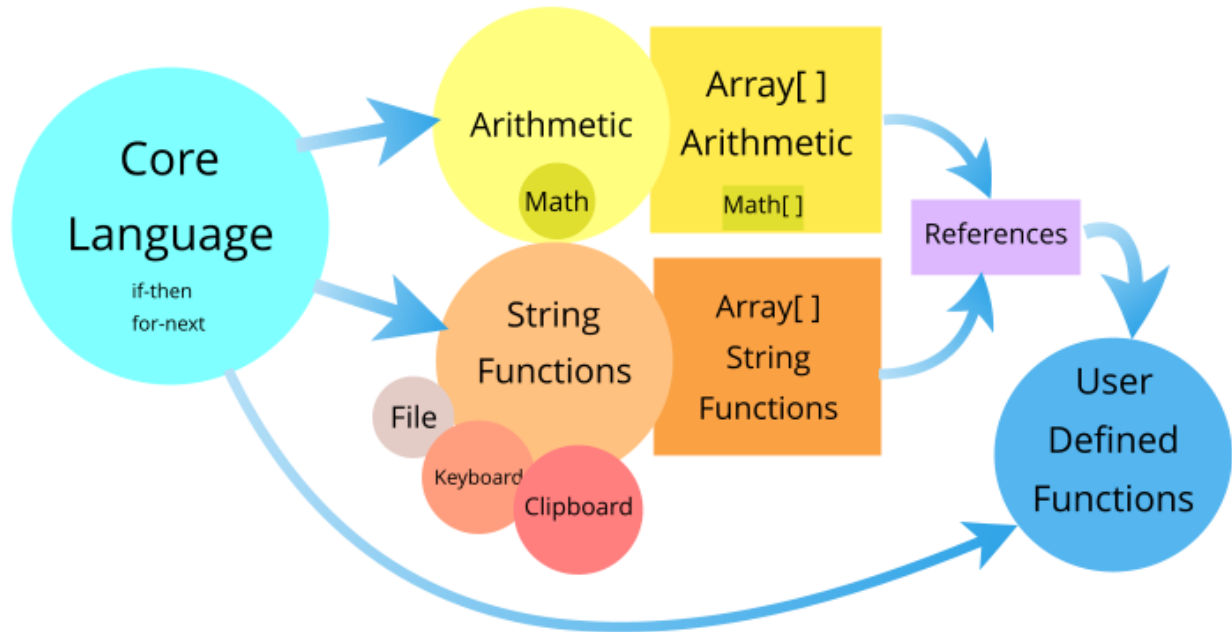 Core
Language
if-then
for-next
Arithmetic
Math
Array[ ]
Arithmetic
Math[ ]
String
Functions
File
Keyboard
Clipboard
Array[ ]
String
Functions
References
User
Defined
Functions